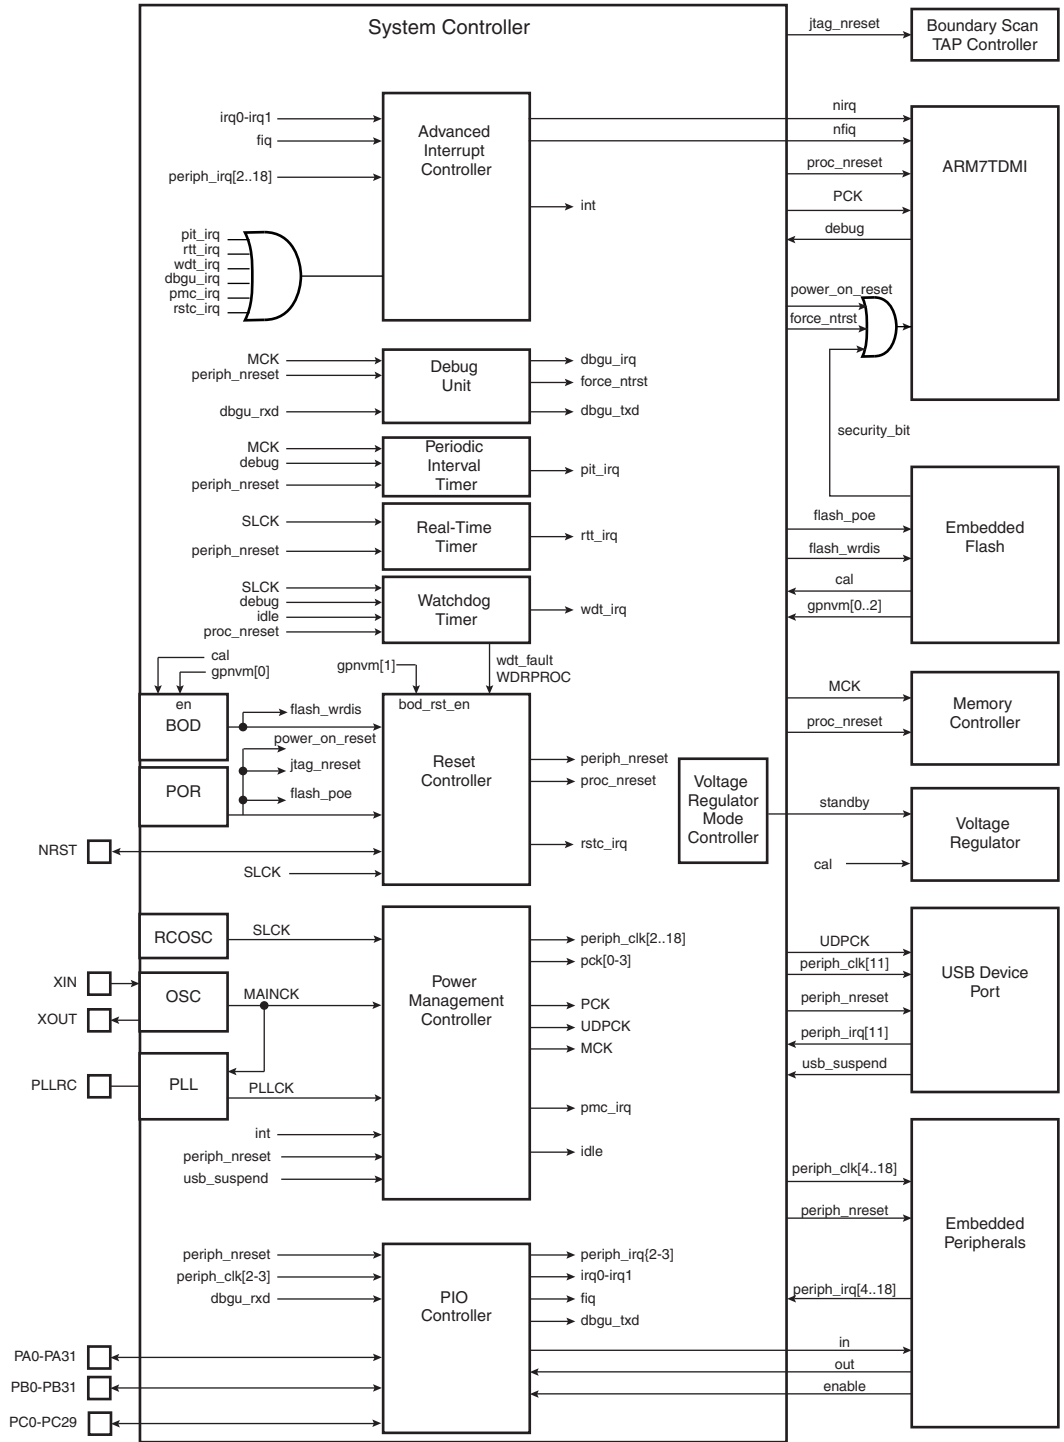 System Controller
jtag_nreset
Boundary Scan
TAP Controller
irq0-irq1
fiq
periph_irq[2..18]
Advanced
Interrupt
Controller
int
nirq
nfiq
proc_nreset
PCK
debug
ARM7TDMI
pit_irq
rtt_irq
wdt_irq
dbgu_irq
pmc_irq
rstc_irq
power_on_reset
force_ntrst
security_bit
MCK
periph_nreset
dbgu_rxd
Debug
Unit
dbgu_irq
force_ntrst
dbgu_txd
MCK
debug
periph_nreset
Periodic
Interval
Timer
pit_irq
SLCK
periph_nreset
Real-Time
Timer
rtt_irq
flash_poe
flash_wrdis
cal
gpnvm[0..2]
Embedded
Flash
SLCK
debug
idle
proc_nreset
Watchdog
Timer
wdt_irq
cal
gpnvm[0]
gpnvm[1]
wdt_fault
WDRPROC
en
BOD
bod_rst_en
flash_wrdis
power_on_reset
jtag_nreset
flash_poe
POR
Reset
Controller
periph_nreset
proc_nreset
rstc_irq
NRST
SLCK
MCK
proc_nreset
Memory
Controller
Voltage
Regulator
Mode
Controller
standby
cal
Voltage
Regulator
RCOSC
SLCK
XIN
XOUT
OSC
MAINCK
PLLRC
PLL
PLLCK
int
periph_nreset
usb_suspend
Power
Management
Controller
periph_clk[2..18]
pck[0-3]
PCK
UDPCK
MCK
pmc_irq
idle
UDPCK
periph_clk[11]
periph_nreset
periph_irq[11]
usb_suspend
USB Device
Port
periph_nreset
periph_clk[2-3]
dbgu_rxd
PIO
Controller
periph_irq{2-3]
irq0-irq1
fiq
dbgu_txd
periph_clk[4..18]
periph_nreset
periph_irq[4..18]
in
out
enable
Embedded
Peripherals
PA0-PA31
PB0-PB31
PC0-PC29